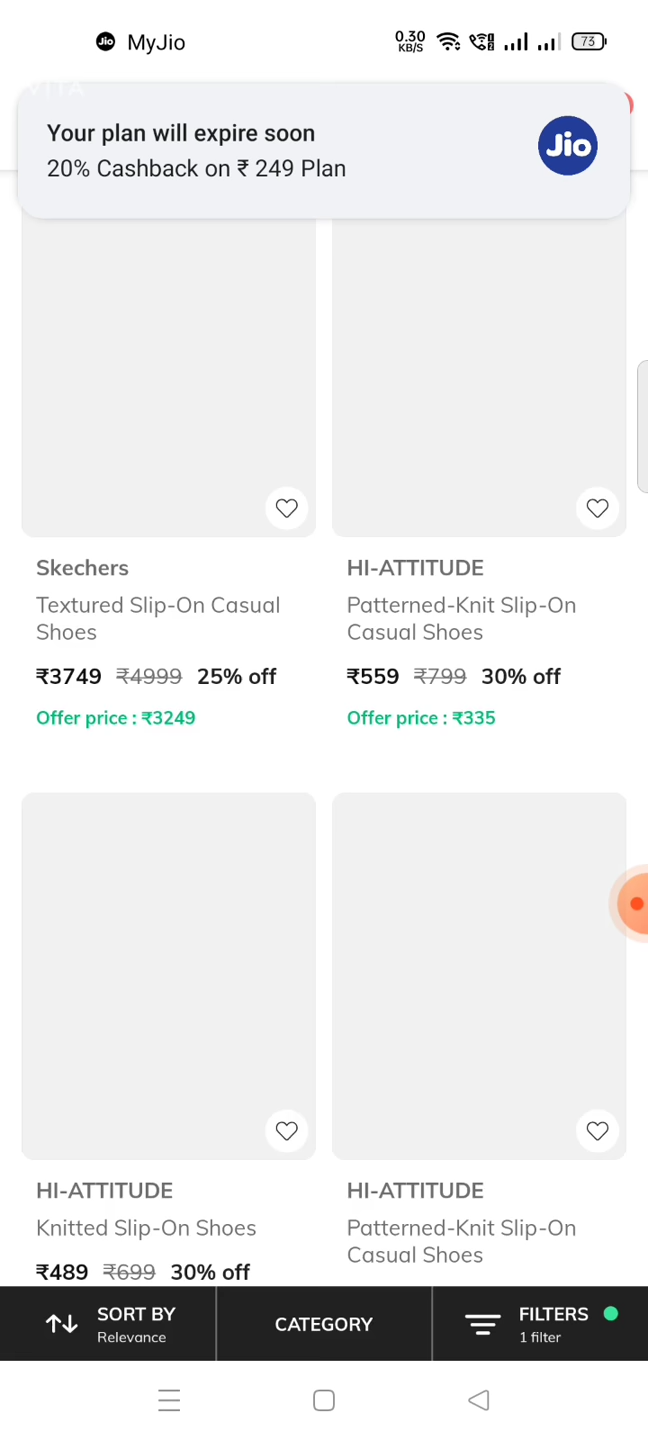 MyJio
0.30
KB/S
73
VITA
Your plan will expire soon
20% Cashback on ₹ 249 Plan
Jio
Skechers
Textured Slip-On Casual
Shoes
₹3749 ₹4999 25% off
Offer price : ₹3249
HI-ATTITUDE
Patterned-Knit Slip-On
Casual Shoes
₹559 ₹799 30% off
Offer price : ₹335
HI-ATTITUDE
Knitted Slip-On Shoes
₹489 ₹699 30% off
HI-ATTITUDE
Patterned-Knit Slip-On
Casual Shoes
SORT BY
Relevance
CATEGORY
FILTERS
1 filter